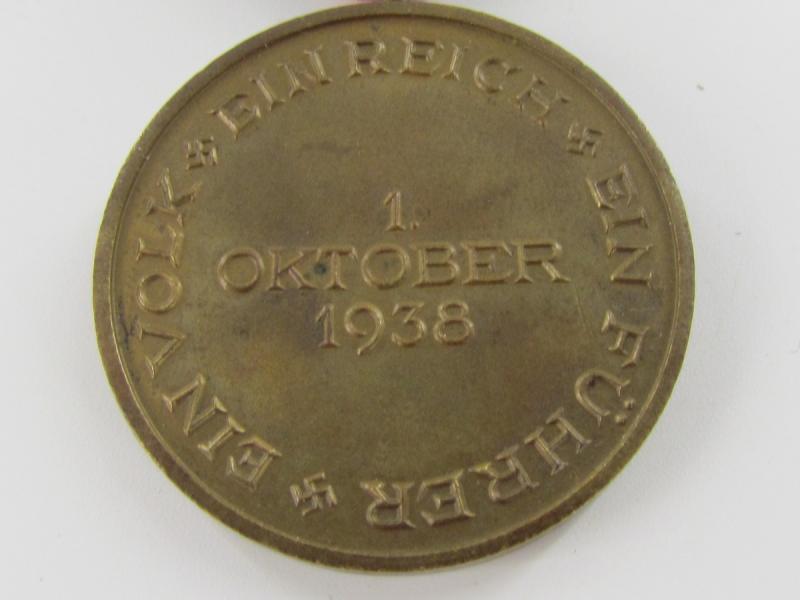 EIN VOLK EIN REICH EIN FÜHRER
1.
OKTOBER
1938